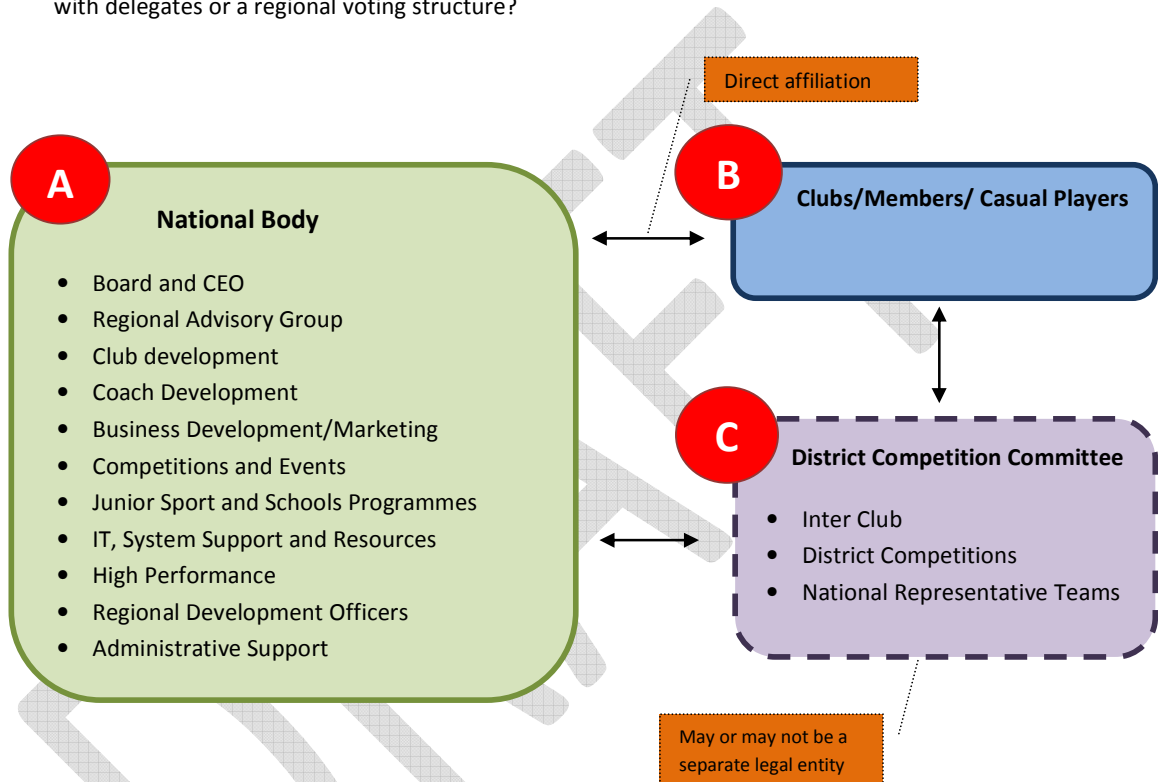 with delegates or a regional voting structure?
Direct affiliation
A
National Body
• Board and CEO
• Regional Advisory Group
• Club development
• Coach Development
• Business Development/Marketing
• Competitions and Events
• Junior Sport and Schools Programmes
• IT, System Support and Resources
• High Performance
• Regional Development Officers
• Administrative Support
B
Clubs/Members/ Casual Players
C
District Competition Committee
• Inter Club
• District Competitions
• National Representative Teams
May or may not be a
separate legal entity